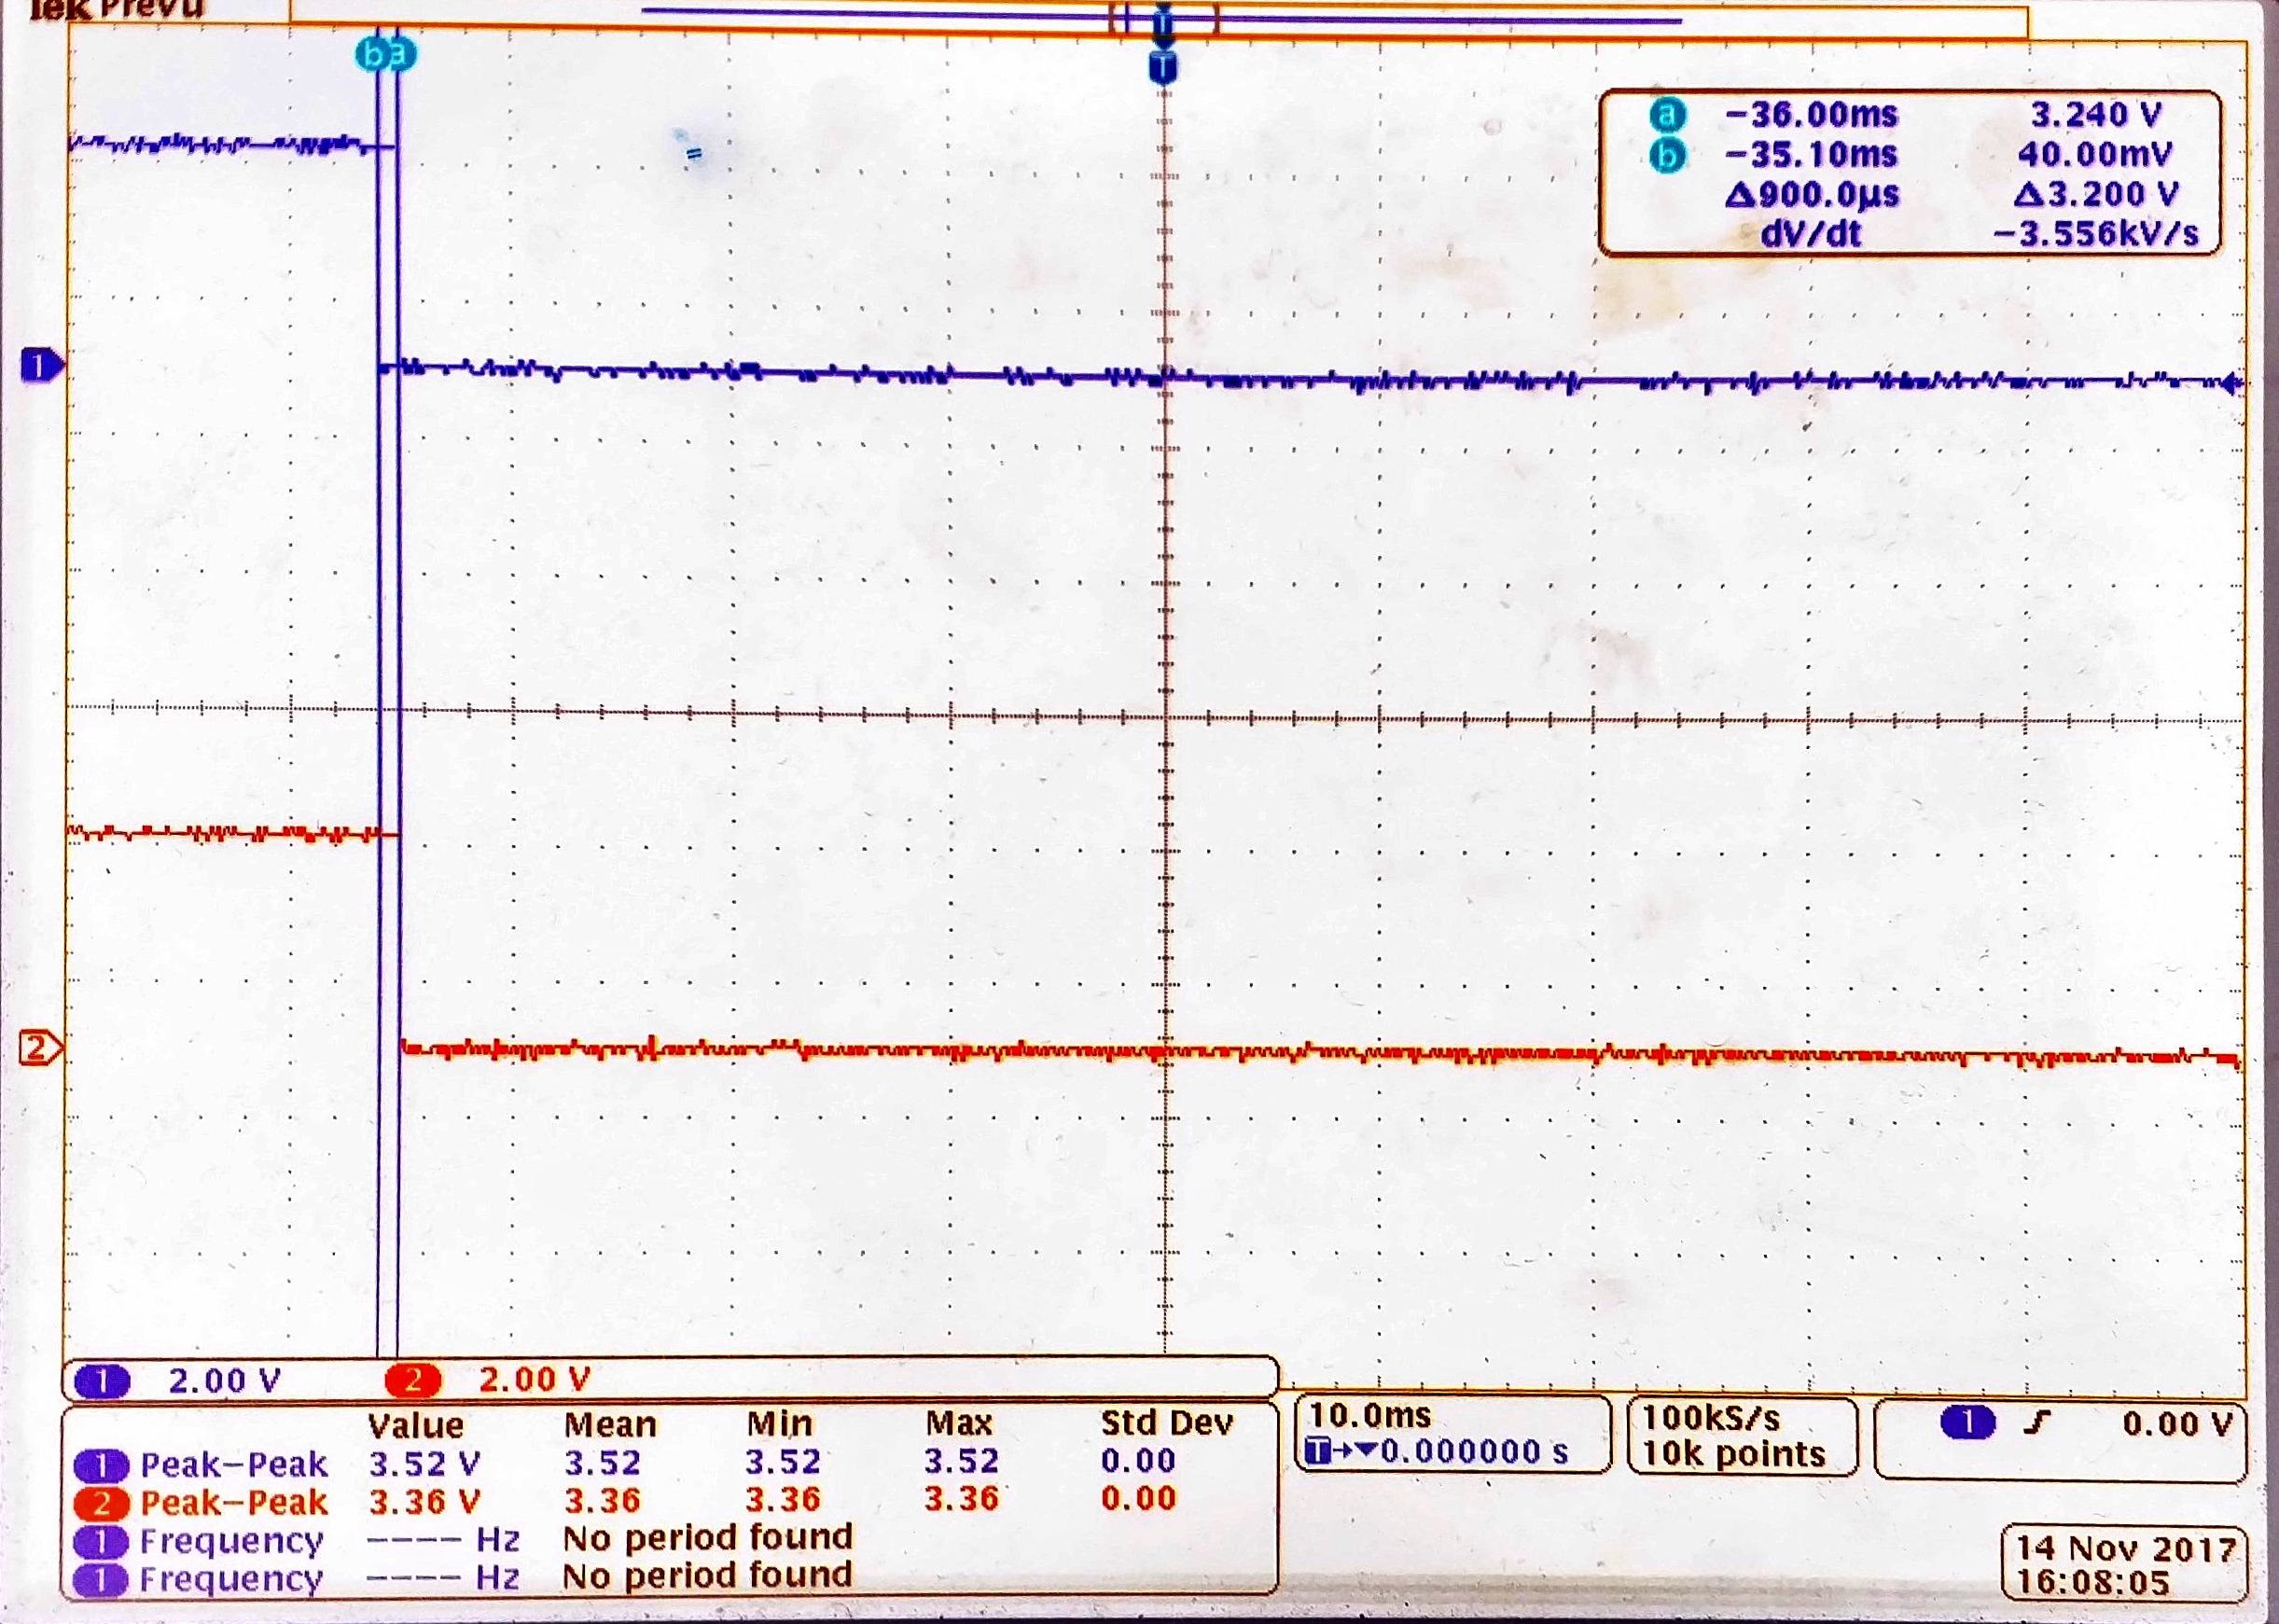 Tek Prevu
T
b a
T
a -36.00ms 3.240 V
b -35.10ms 40.00mV
Δ900.0µs Δ3.200 V
dV/dt -3.556kV/s
1
2
1 2.00 V 2 2.00 V
Value Mean Min Max Std Dev
1 Peak-Peak 3.52 V 3.52 3.52 3.52 0.00
2 Peak-Peak 3.36 V 3.36 3.36 3.36 0.00
1 Frequency ---- Hz No period found
1 Frequency ---- Hz No period found
10.0ms
T→▼0.000000 s
100kS/s
10k points
1 ʃ 0.00 V
14 Nov 2017
16:08:05